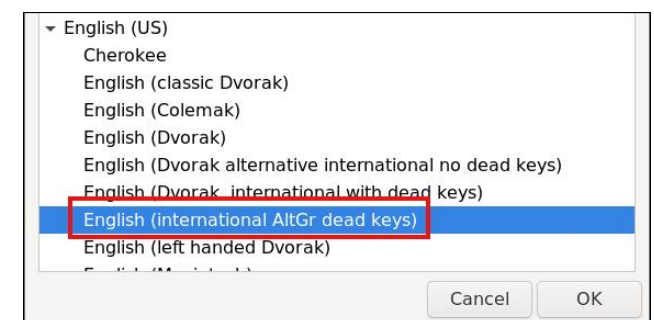 English (US)
Cherokee
English (classic Dvorak)
English (Colemak)
English (Dvorak)
English (Dvorak alternative international no dead keys)
English (Dvorak, international with dead keys)
English (international AltGr dead keys)
English (left handed Dvorak)
Cancel OK